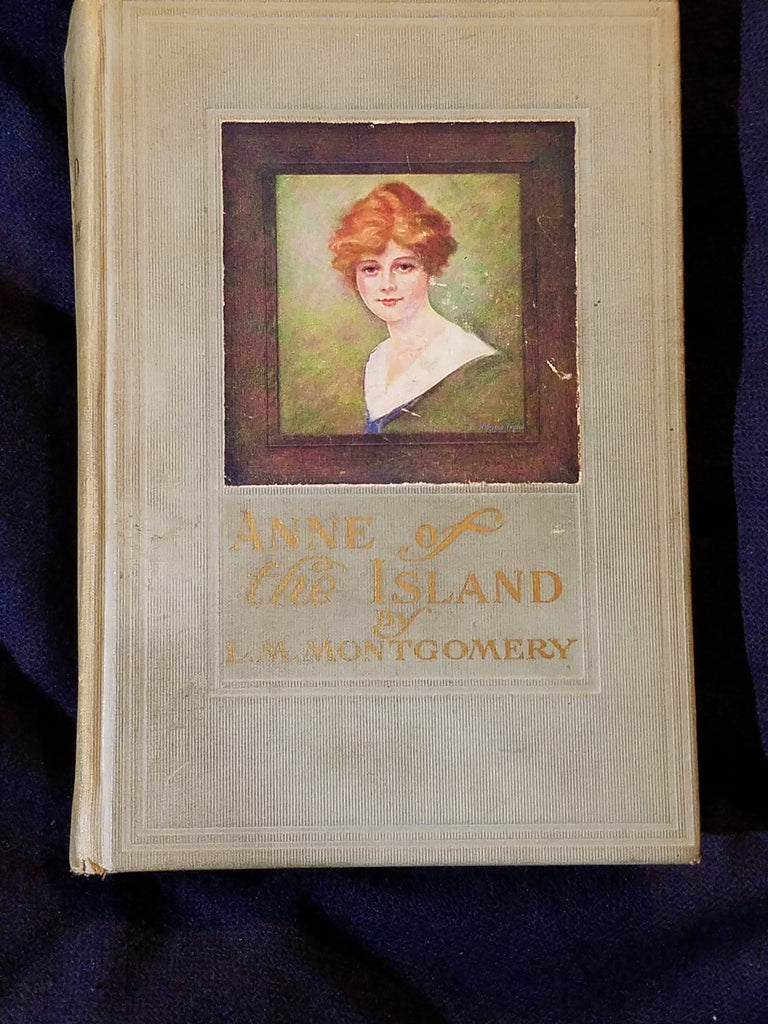 ANNE of
the ISLAND
by
L.M. MONTGOMERY